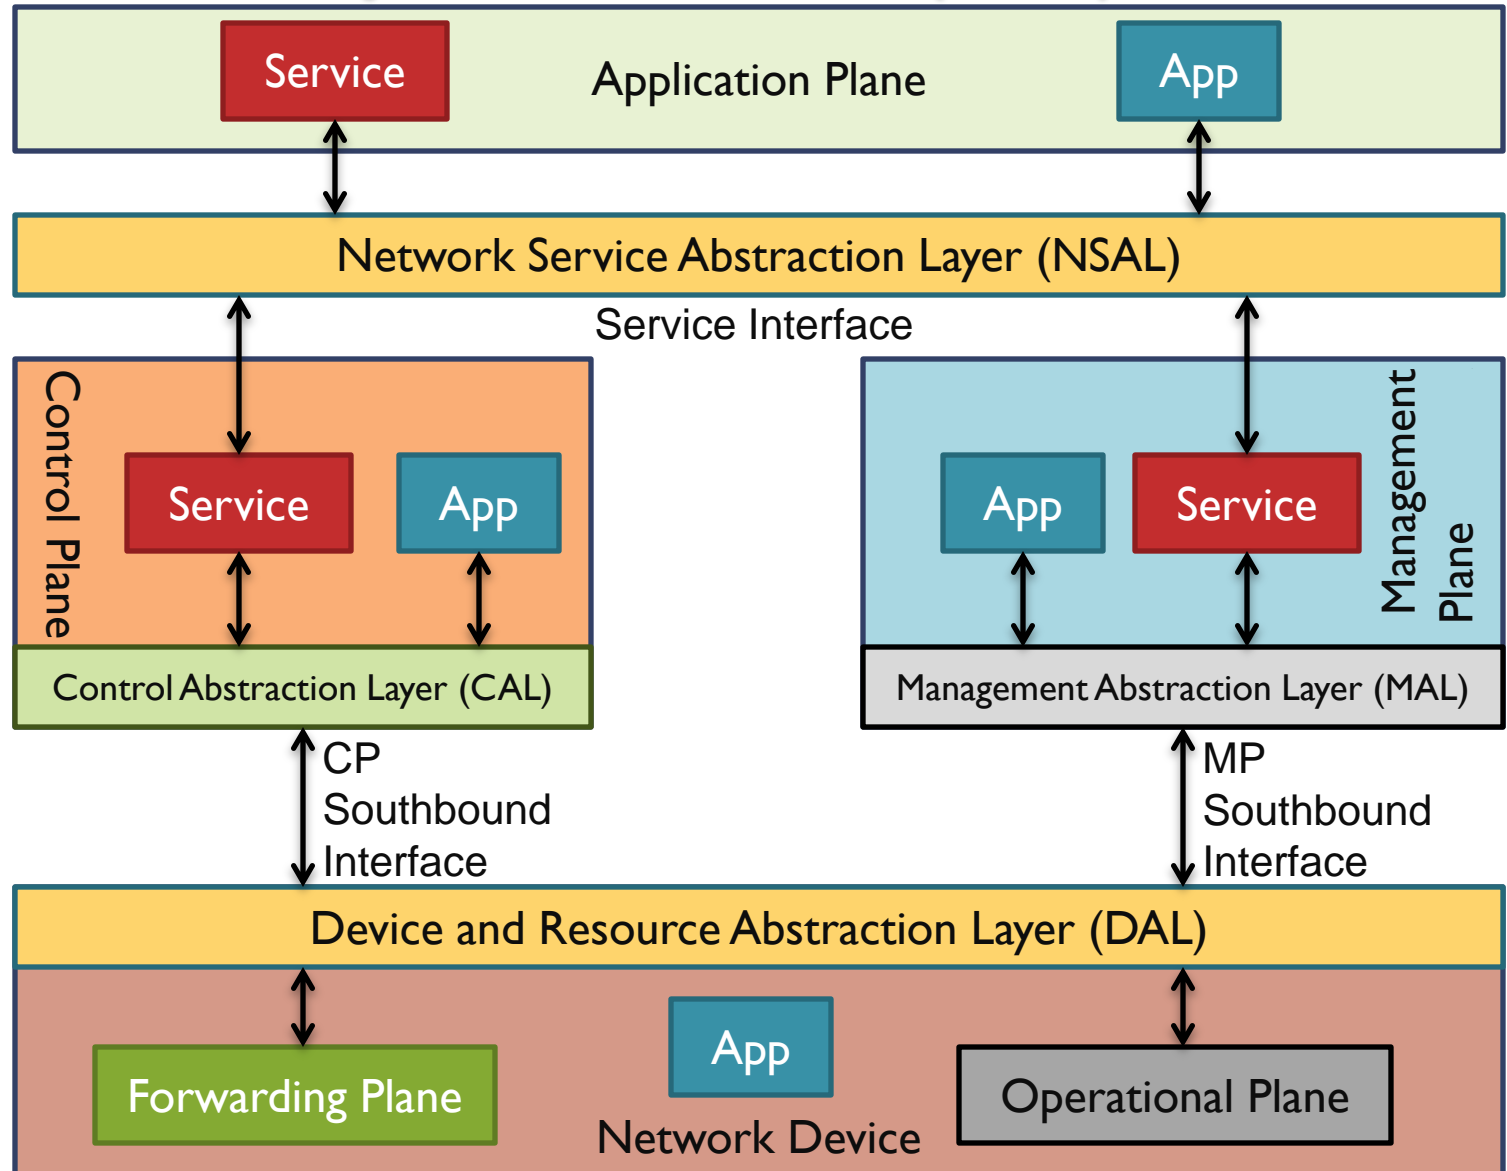 Service
Application Plane
App
Network Service Abstraction Layer (NSAL)
Service Interface
Control Plane
Service
App
App
Service
Management
Plane
Control Abstraction Layer (CAL)
Management Abstraction Layer (MAL)
CP
Southbound
Interface
MP
Southbound
Interface
Device and Resource Abstraction Layer (DAL)
App
Forwarding Plane
Operational Plane
Network Device